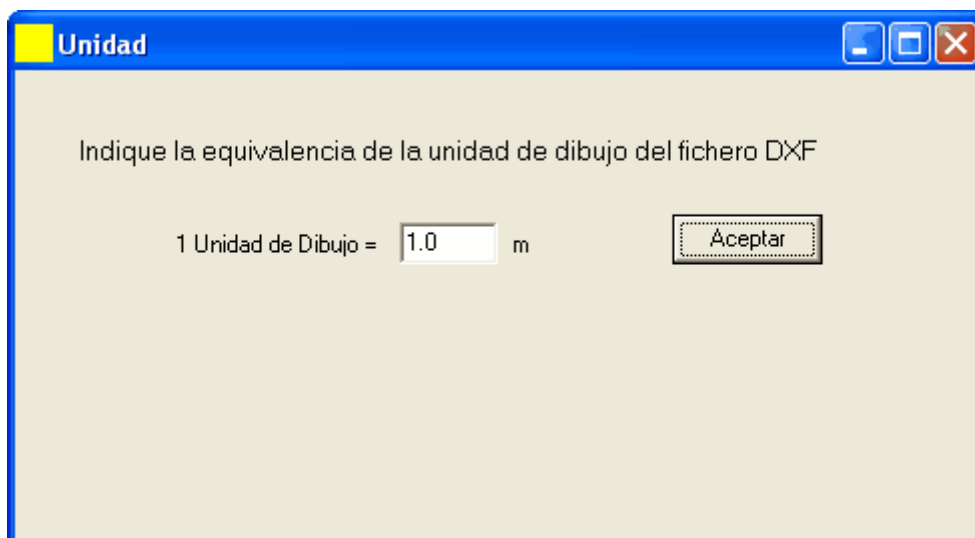 Unidad
Indique la equivalencia de la unidad de dibujo del fichero DXF
1 Unidad de Dibujo = 1.0 m Aceptar